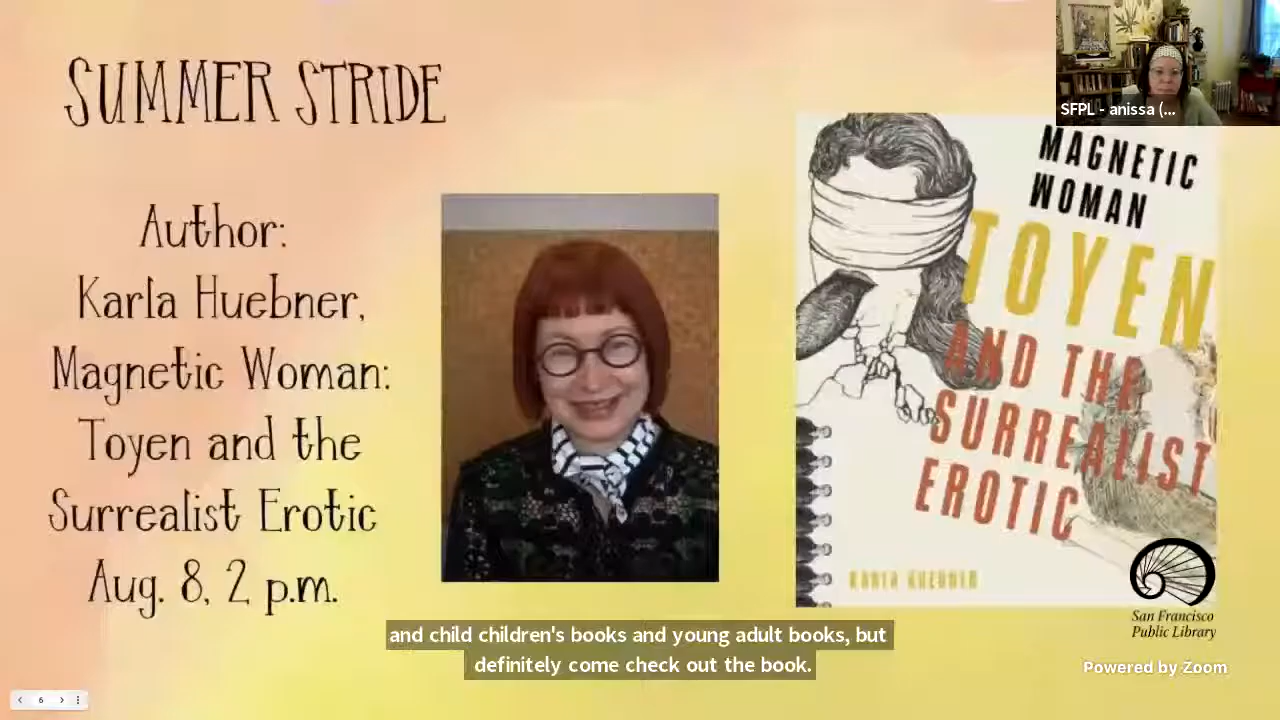 SUMMER STRIDE
Author:
Karla Huebner,
Magnetic Woman:
Toyen and the
Surrealist Erotic
Aug. 8, 2 p.m.
MAGNETIC
WOMAN
TOYEN
AND THE
SURREALIST
EROTIC
KARLA HUEBNER
SFPL - anissa (...
San Francisco
Public Library
and child children's books and young adult books, but
definitely come check out the book.
Powered by Zoom
6